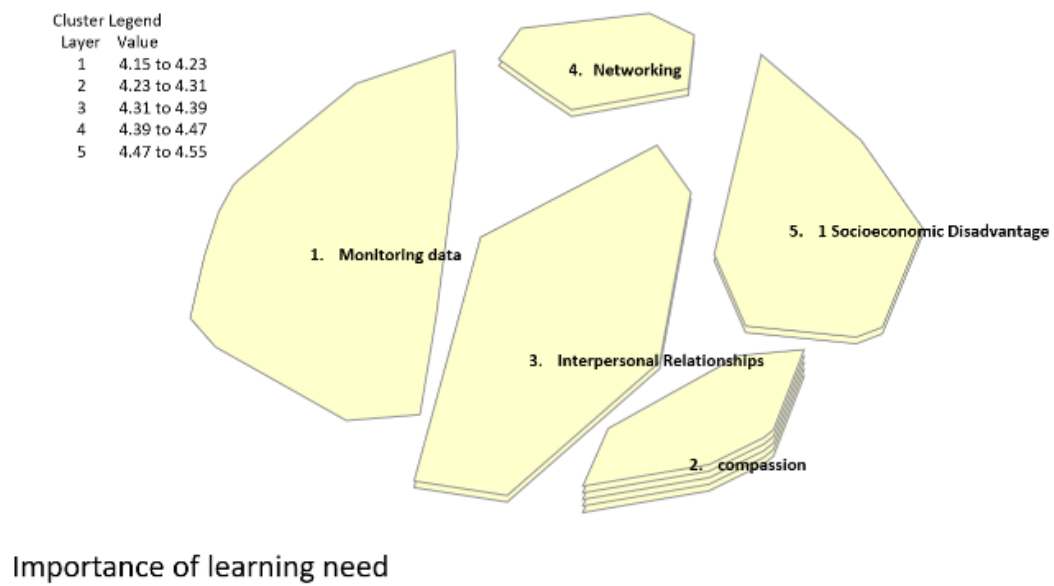 Cluster Legend
Layer Value
1 4.15 to 4.23
2 4.23 to 4.31
3 4.31 to 4.39
4 4.39 to 4.47
5 4.47 to 4.55
4. Networking
5. 1 Socioeconomic Disadvantage
1. Monitoring data
3. Interpersonal Relationships
2. compassion
Importance of learning need